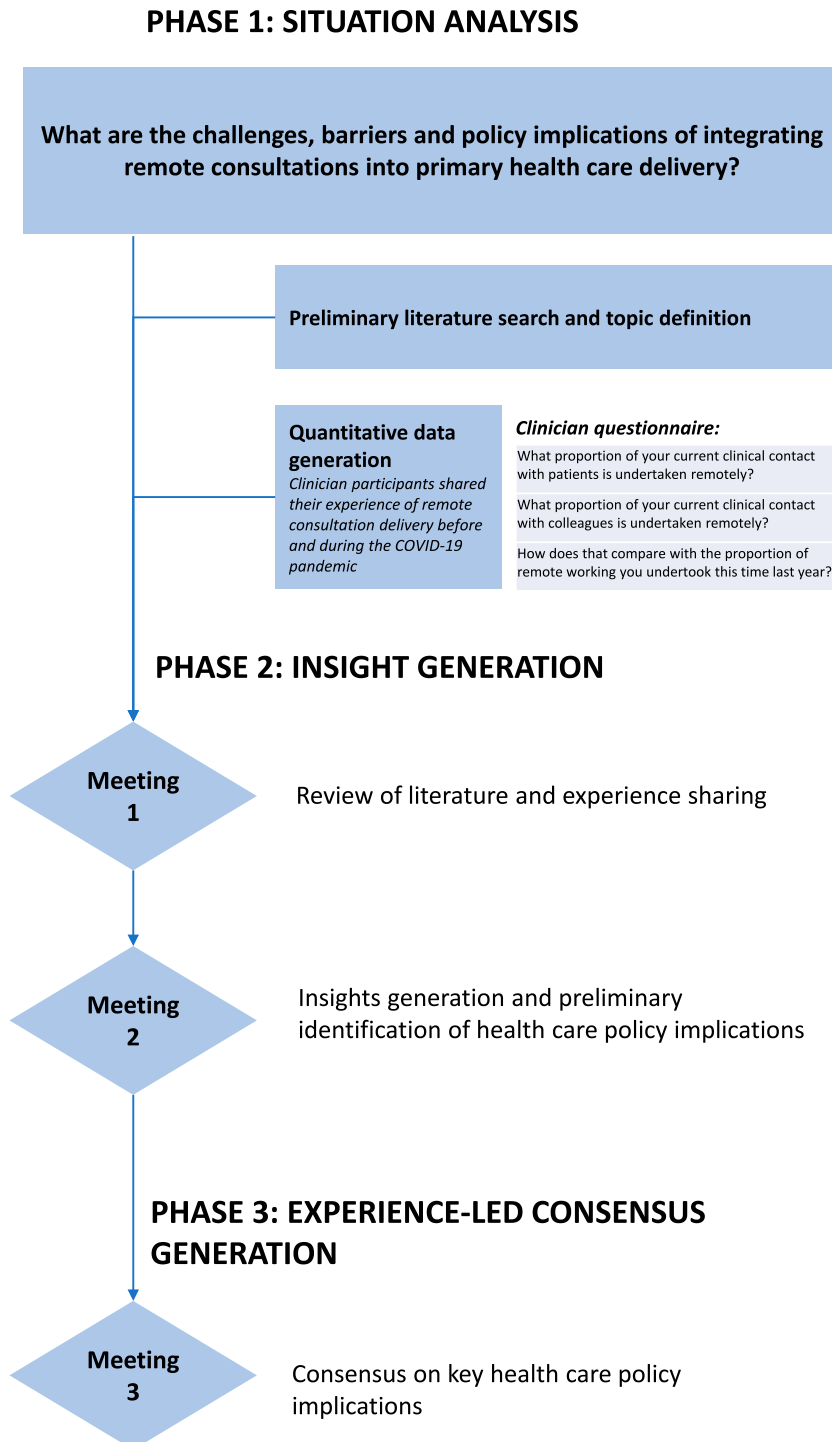 PHASE 1: SITUATION ANALYSIS
What are the challenges, barriers and policy implications of integrating
remote consultations into primary health care delivery?
Preliminary literature search and topic definition
Quantitative data
generation
Clinician participants shared
their experience of remote
consultation delivery before
and during the COVID-19
pandemic
Clinician questionnaire:
What proportion of your current clinical contact
with patients is undertaken remotely?
What proportion of your current clinical contact
with colleagues is undertaken remotely?
How does that compare with the proportion of
remote working you undertook this time last year?
PHASE 2: INSIGHT GENERATION
Meeting
1
Review of literature and experience sharing
Meeting
2
Insights generation and preliminary
identification of health care policy implications
PHASE 3: EXPERIENCE-LED CONSENSUS
GENERATION
Meeting
3
Consensus on key health care policy
implications